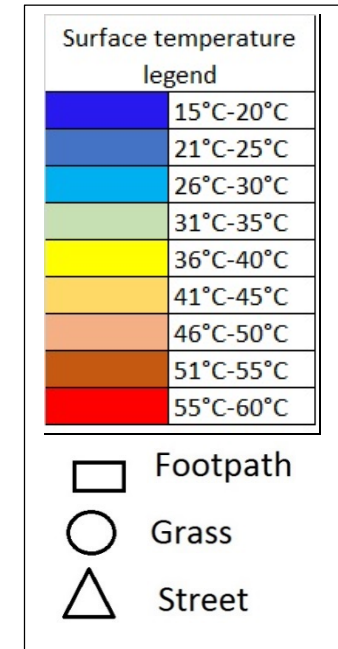 Surface temperature
legend
15°C-20°C
21°C-25°C
26°C-30°C
31°C-35°C
36°C-40°C
41°C-45°C
46°C-50°C
51°C-55°C
55°C-60°C
Footpath
Grass
Street